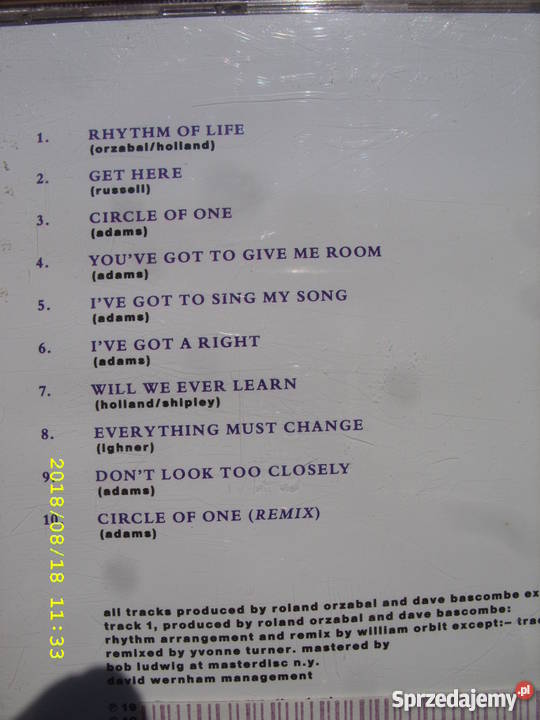 1. RHYTHM OF LIFE
(orzabal/holland)
2. GET HERE
(russell)
3. CIRCLE OF ONE
(adams)
4. YOU'VE GOT TO GIVE ME ROOM
(adams)
5. I'VE GOT TO SING MY SONG
(adams)
6. I'VE GOT A RIGHT
(adams)
7. WILL WE EVER LEARN
(holland/shipley)
8. EVERYTHING MUST CHANGE
(ighner)
9. DON'T LOOK TOO CLOSELY
(adams)
10. CIRCLE OF ONE (REMIX)
(adams)
2018/08/18 11:33
all tracks produced by roland orzabal and dave bascombe
track 1, produced by roland orzabal and dave bascombe:
rhythm arrangement and remix by william orbit except:–
remixed by yvonne turner. mastered by
bob ludwig at masterdisc n.y.
david wernham management
Sprzedajemy.pl